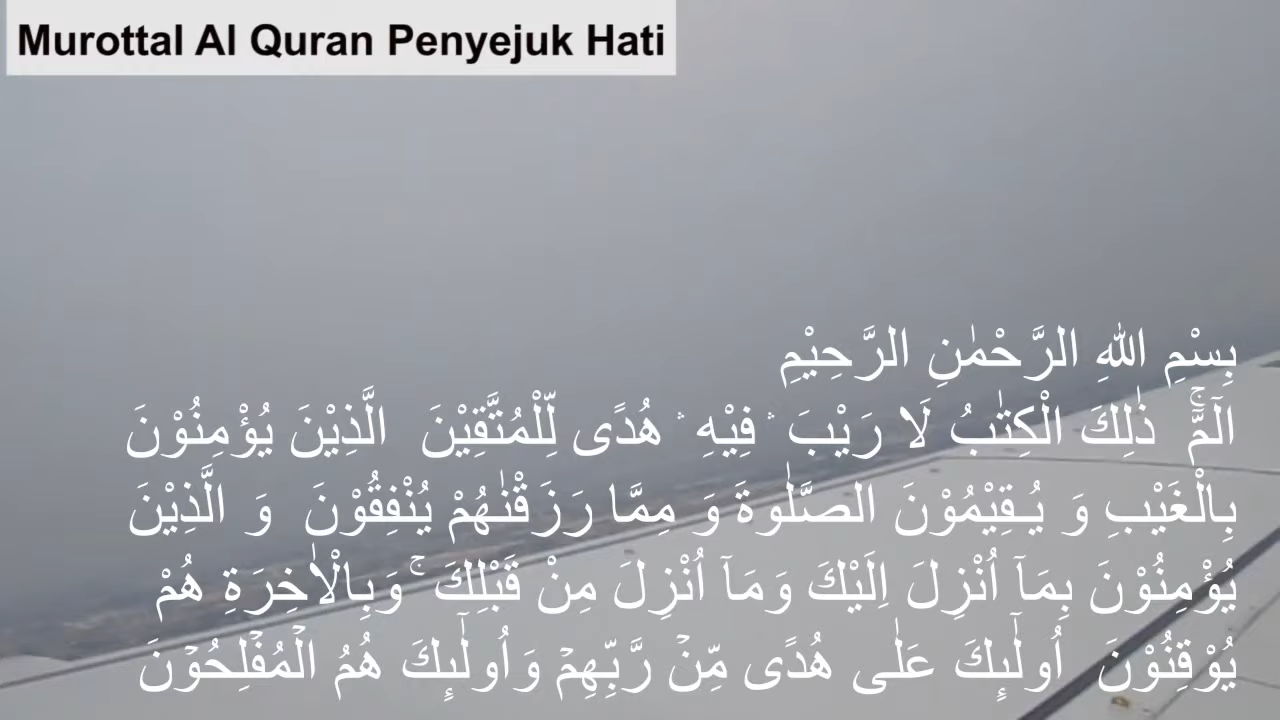 Murottal Al Quran Penyejuk Hati
بِسْمِ اللهِ الرَّحْمٰنِ الرَّحِيْمِ
الٓمّٓ ۚ ذٰلِكَ الْكِتٰبُ لَا رَيْبَ ۛ فِيْهِ ۛ هُدًى لِّلْمُتَّقِيْنَ الَّذِيْنَ يُؤْمِنُوْنَ
بِالْغَيْبِ وَ يُقِيْمُوْنَ الصَّلٰوةَ وَ مِمَّا رَزَقْنٰهُمْ يُنْفِقُوْنَ وَ الَّذِيْنَ
يُؤْمِنُوْنَ بِمَآ اُنْزِلَ اِلَيْكَ وَمَآ اُنْزِلَ مِنْ قَبْلِكَ ۚ وَبِالْاٰخِرَةِ هُمْ
يُوْقِنُوْنَ اُولٰٓىِٕكَ عَلٰى هُدًى مِّنْ رَّبِّهِمْ وَاُولٰٓىِٕكَ هُمُ الْمُفْلِحُوْنَ